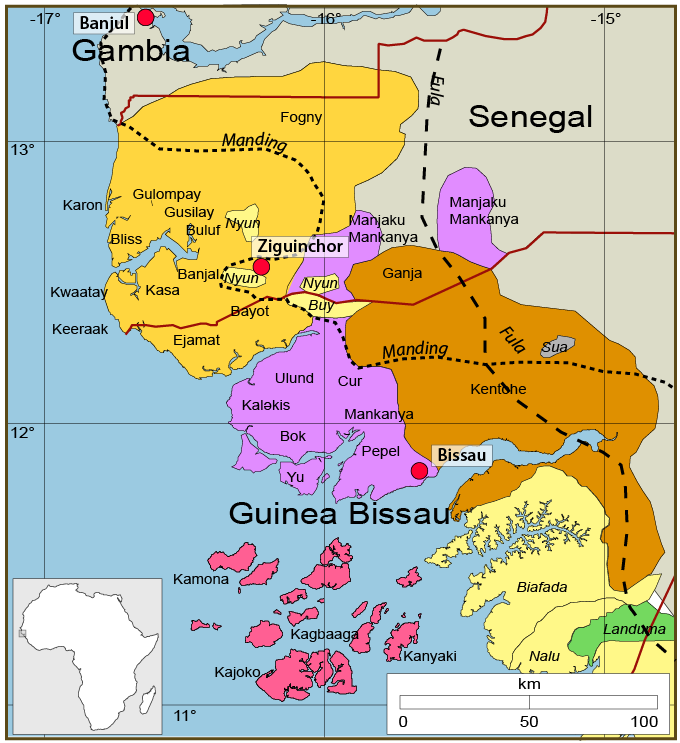 -17°
-16°
-15°
Banjul
Gambia
Fula
Senegal
Fogny
Manding
13°
Karon
Gulompay
Gusilay
Buluf
Nyun
Manjaku
Mankanya
Manjaku
Mankanya
Bliss
Ziguinchor
Banjal
Nyun
Nyun
Ganja
Kwaatay
Kasa
Bayot
Buy
Keeraak
Ejamat
Manding
Fula
Sua
Ulund
Cur
Kentohe
Kaləkis
Mankanya
12°
Bok
Pepel
Bissau
Yu
Guinea Bissau
Kamona
Biafada
Kagbaaga
Landuma
Kajoko
Kanyaki
Nalu
km
0
50
100
11°